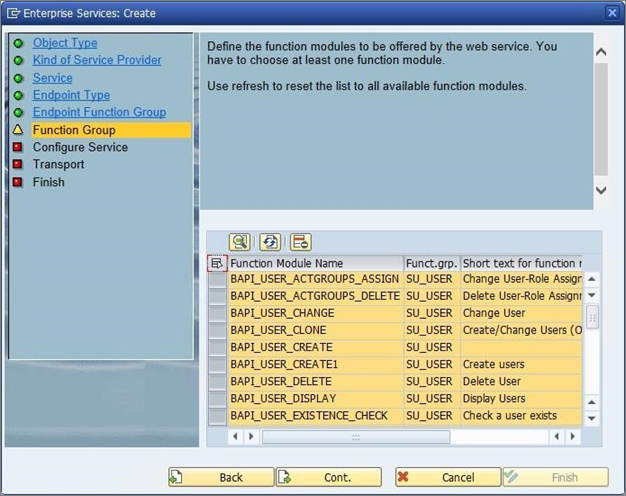 Enterprise Services: Create
Object Type
Kind of Service Provider
Service
Endpoint Type
Endpoint Function Group
Function Group
Configure Service
Transport
Finish
Define the function modules to be offered by the web service. You
have to choose at least one function module.
Use refresh to reset the list to all available function modules.
Function Module Name Funct.grp. Short text for function
BAPI_USER_ACTGROUPS_ASSIGN SU_USER Change User-Role Assign
BAPI_USER_ACTGROUPS_DELETE SU_USER Delete User-Role Assignr
BAPI_USER_CHANGE SU_USER Change User
BAPI_USER_CLONE SU_USER Create/Change Users (O
BAPI_USER_CREATE SU_USER
BAPI_USER_CREATE1 SU_USER Create users
BAPI_USER_DELETE SU_USER Delete User
BAPI_USER_DISPLAY SU_USER Display Users
BAPI_USER_EXISTENCE_CHECK SU_USER Check a user exists
Back Cont. Cancel Finish